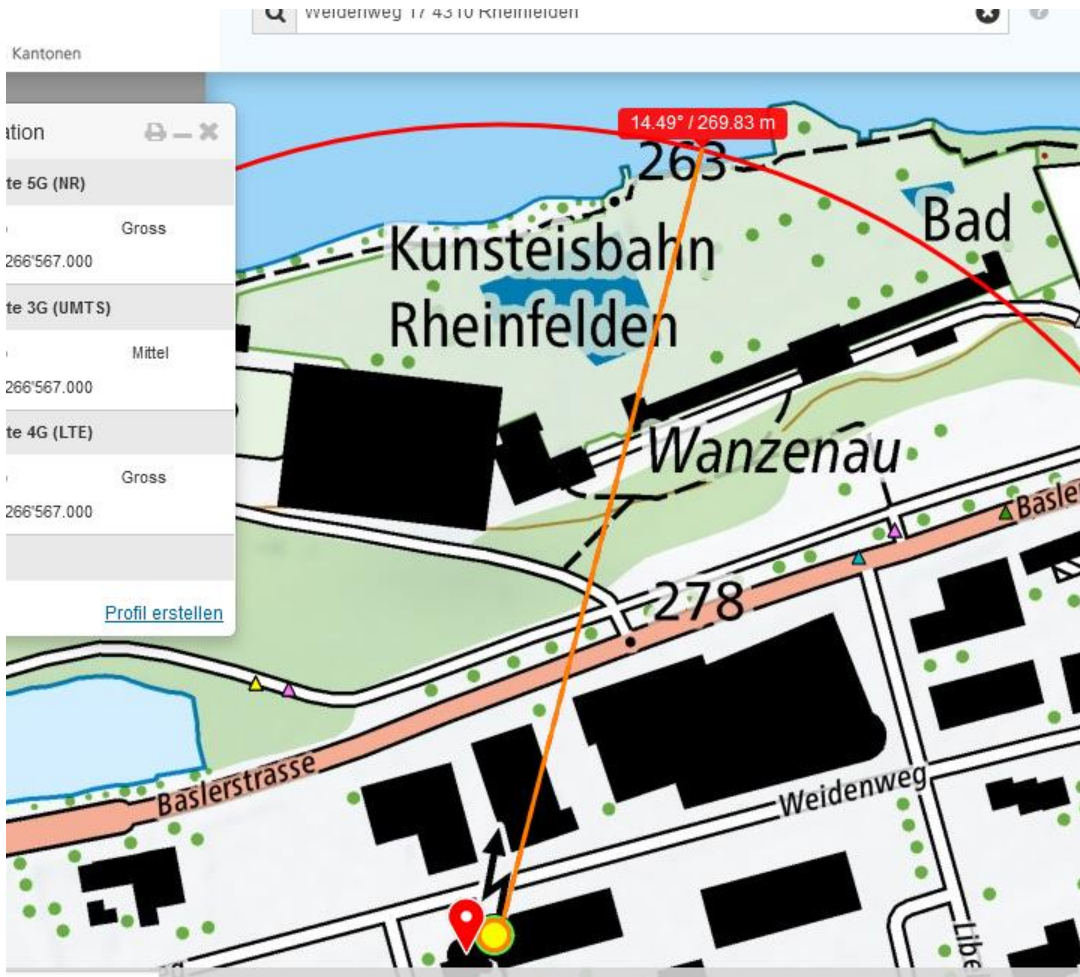 Weidenweg 17 4310 Rheinfelden
Kantonen
ation
te 5G (NR)
Gross
266'567.000
te 3G (UMTS)
Mittel
266'567.000
te 4G (LTE)
Gross
266'567.000
Profil erstellen
14.49° / 269.83 m
263
Bad
Kunsteisbahn
Rheinfelden
Wanzenau
Basle
278
Baslerstrasse
Weidenweg
Libe